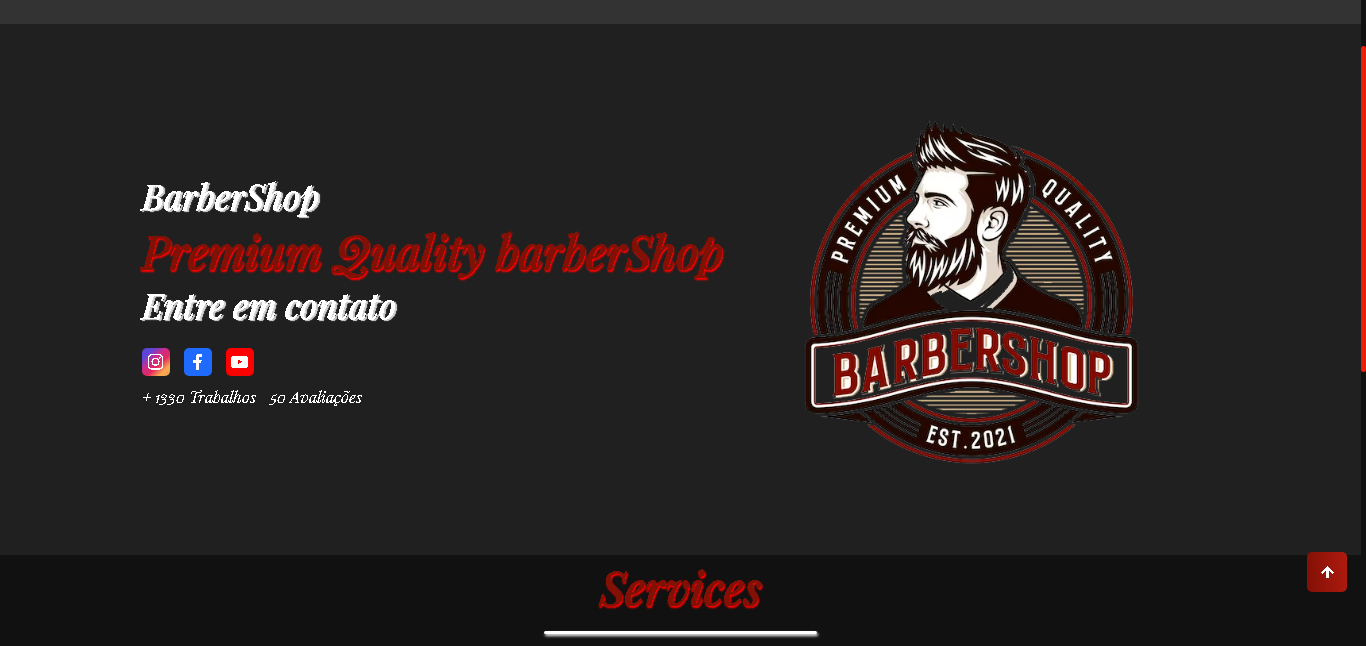 BarberShop
Premium Quality barberShop
Entre em contato
+ 1330 Trabalhos 50 Avaliações
PREMIUM QUALITY
BARBERSHOP
EST.2021
Services